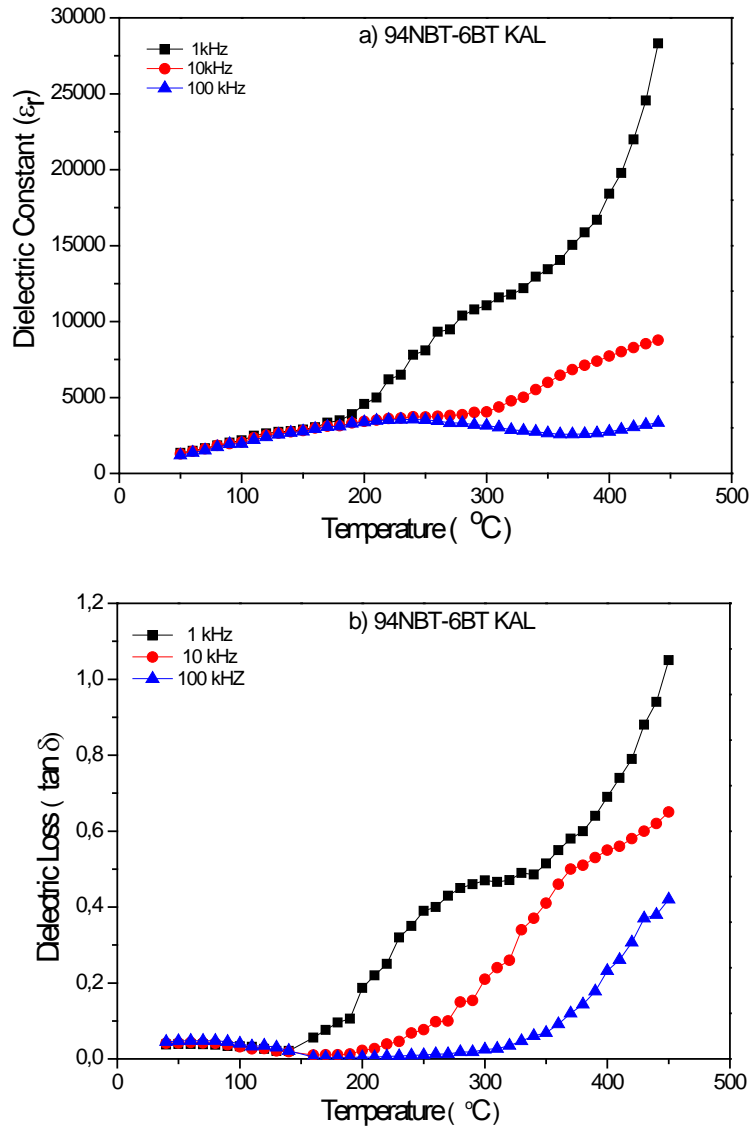 a) 94NBT-6BT KAL
1kHz
10kHz
100 kHz
30000
25000
20000
15000
10000
5000
0
Dielectric Constant (εr)
0 100 200 300 400 500
Temperature ( °C)
b) 94NBT-6BT KAL
1 kHz
10 kHz
100 kHZ
1,2
1,0
0,8
0,6
0,4
0,2
0,0
Dielectric Loss ( tan δ)
0 100 200 300 400 500
Temperature ( °C)